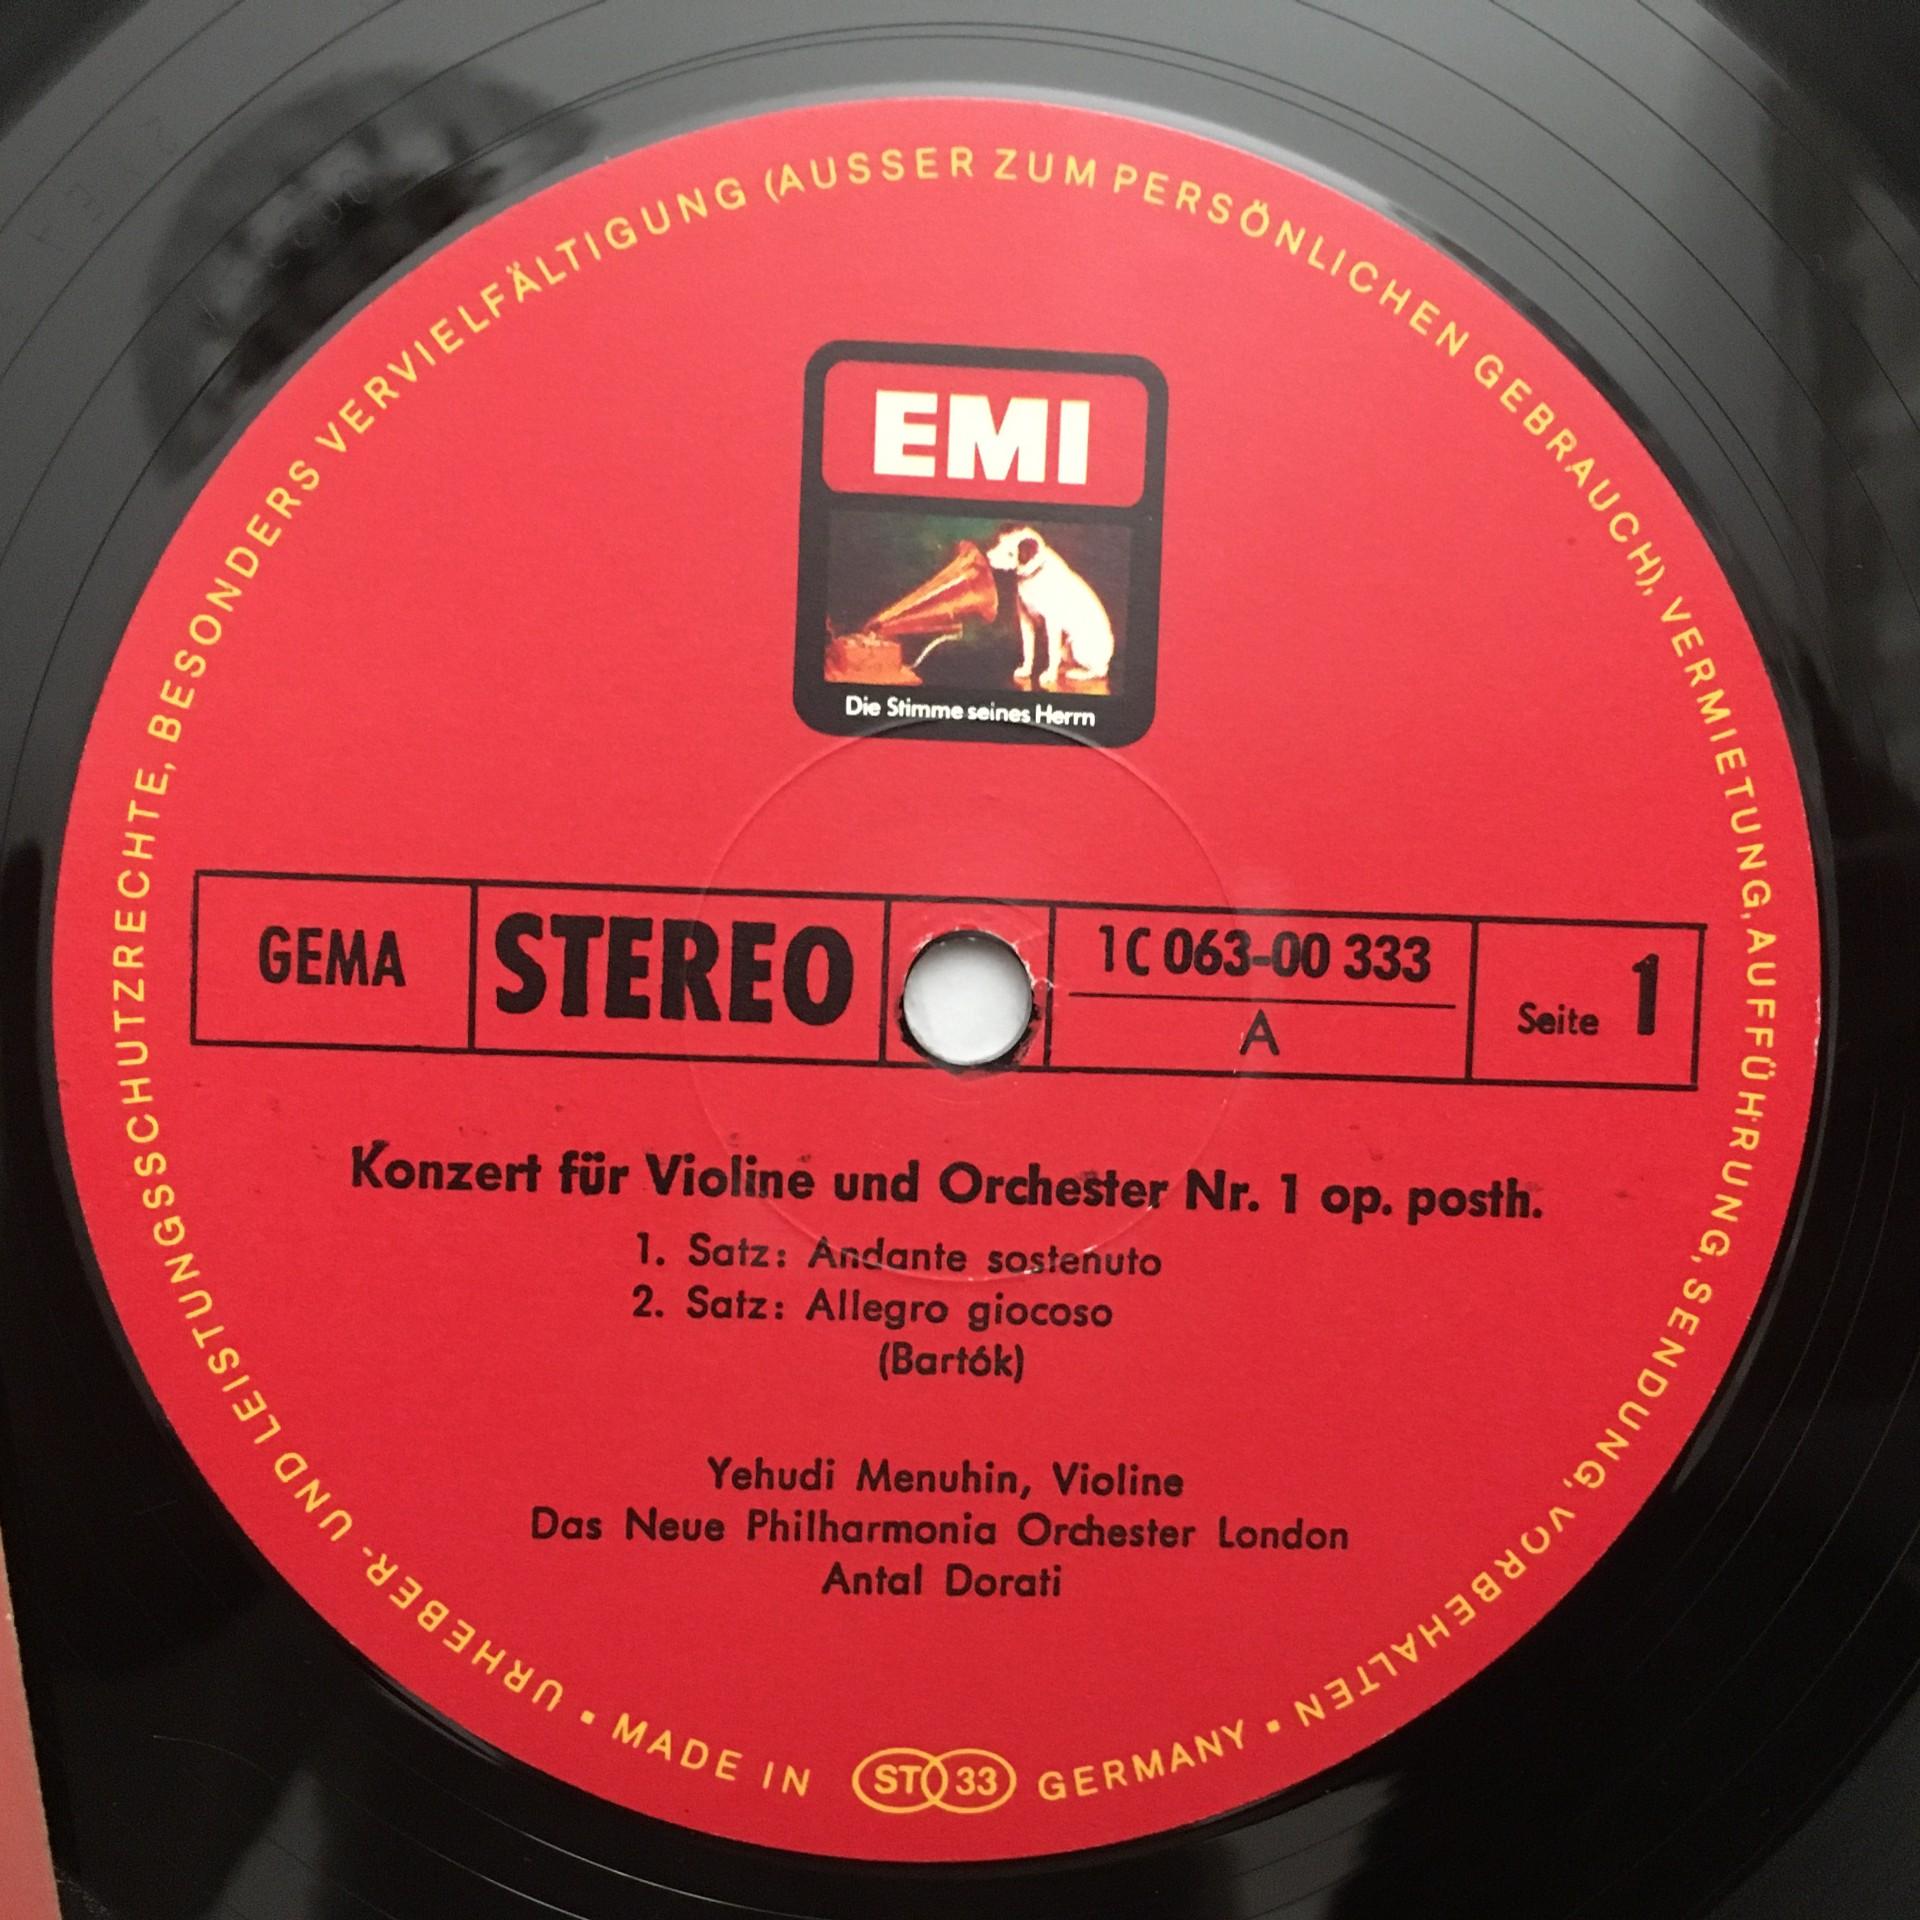 EMI
Die Stimme seines Herrn
GEMA
STEREO
1C 063-00 333
A
Seite 1
Konzert für Violine und Orchester Nr. 1 op. posth.
1. Satz: Andante sostenuto
2. Satz: Allegro giocoso
(Bartók)
Yehudi Menuhin, Violine
Das Neue Philharmonia Orchester London
Antal Dorati
URHEBER- UND LEISTUNGSSCHUTZRECHTE, BESONDERS VERVIELFÄLTIGUNG (AUSSER ZUM PERSÖNLICHEN GEBRAUCH), VERMIETUNG, AUFFÜHRUNG, SENDUNG, VORBEHALTEN
• MADE IN ST 33 GERMANY •